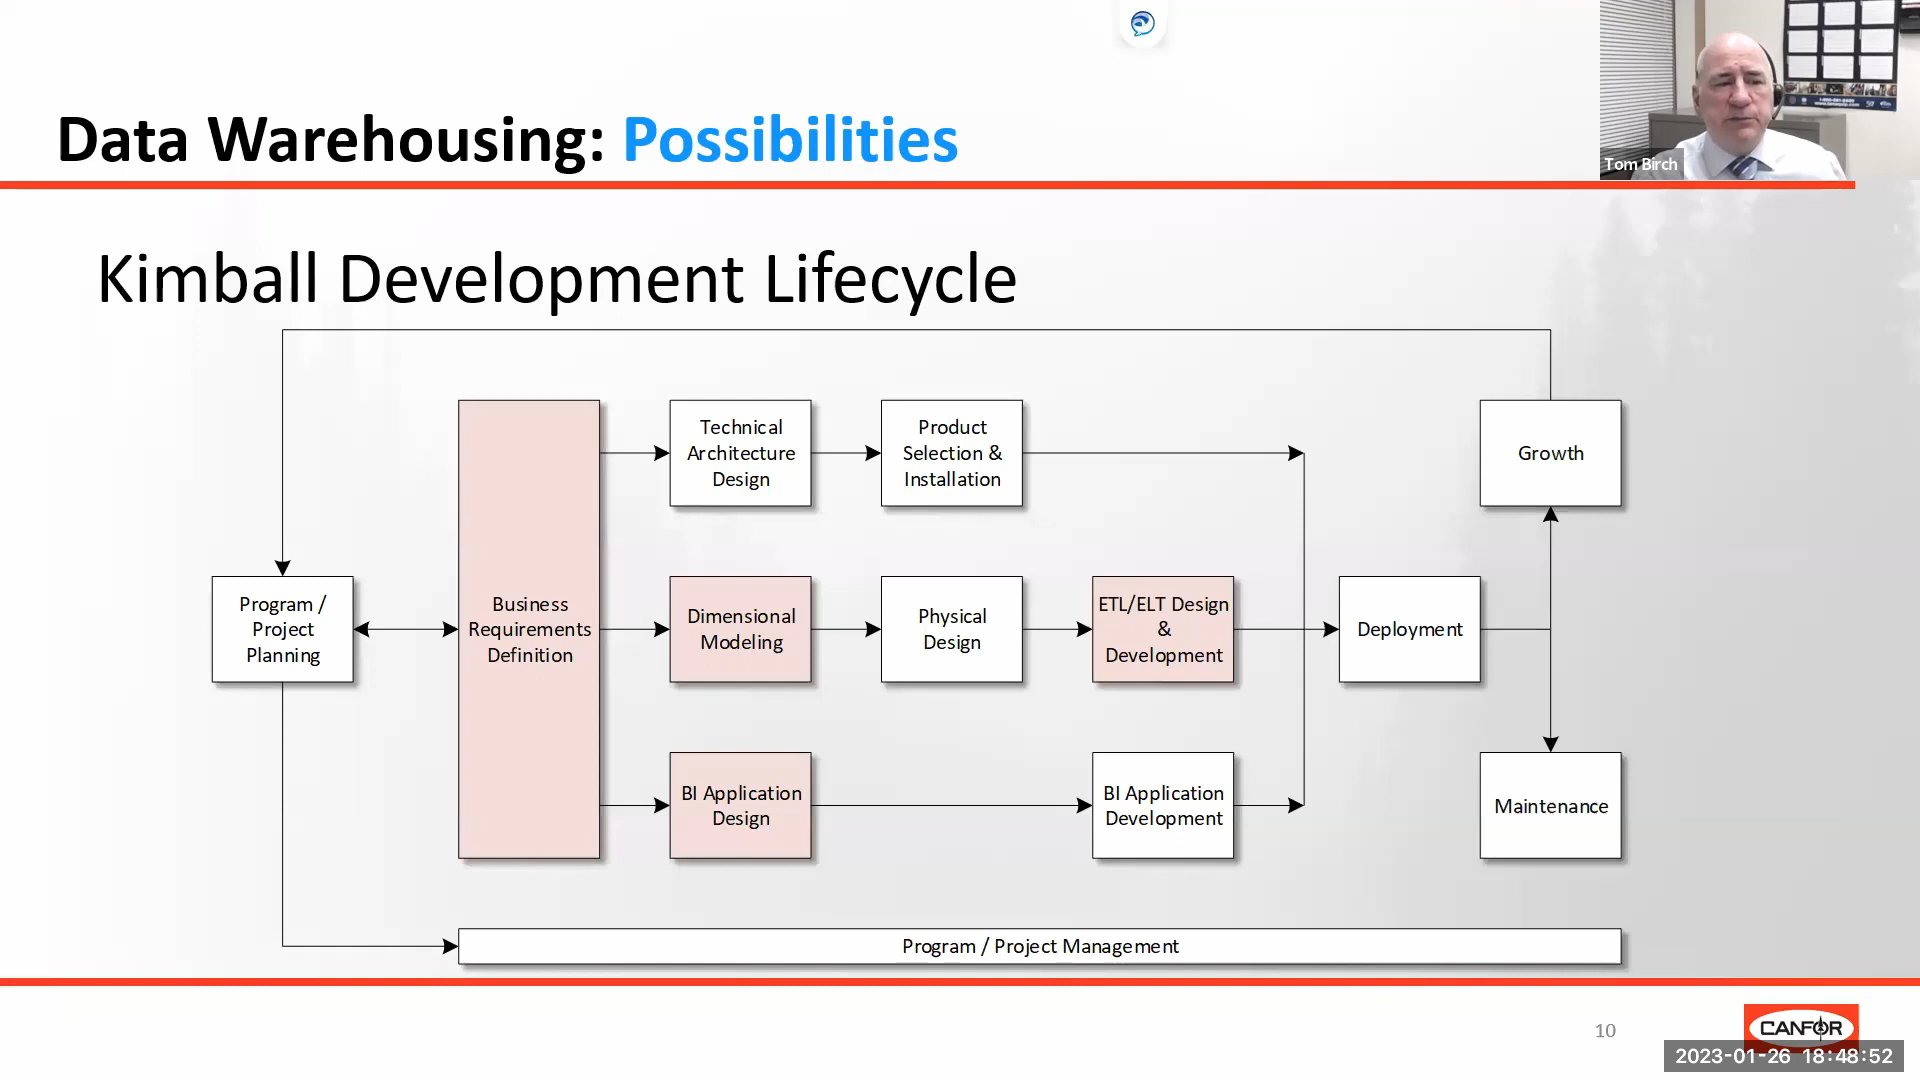 Data Warehousing: Possibilities
Tom Birch
Kimball Development Lifecycle
Technical
Architecture
Design
Product
Selection &
Installation
Growth
Program /
Project
Planning
Business
Requirements
Definition
Dimensional
Modeling
Physical
Design
ETL/ELT Design
&
Development
Deployment
BI Application
Design
BI Application
Development
Maintenance
Program / Project Management
10
CANFOR
2023-01-26 18:48:52